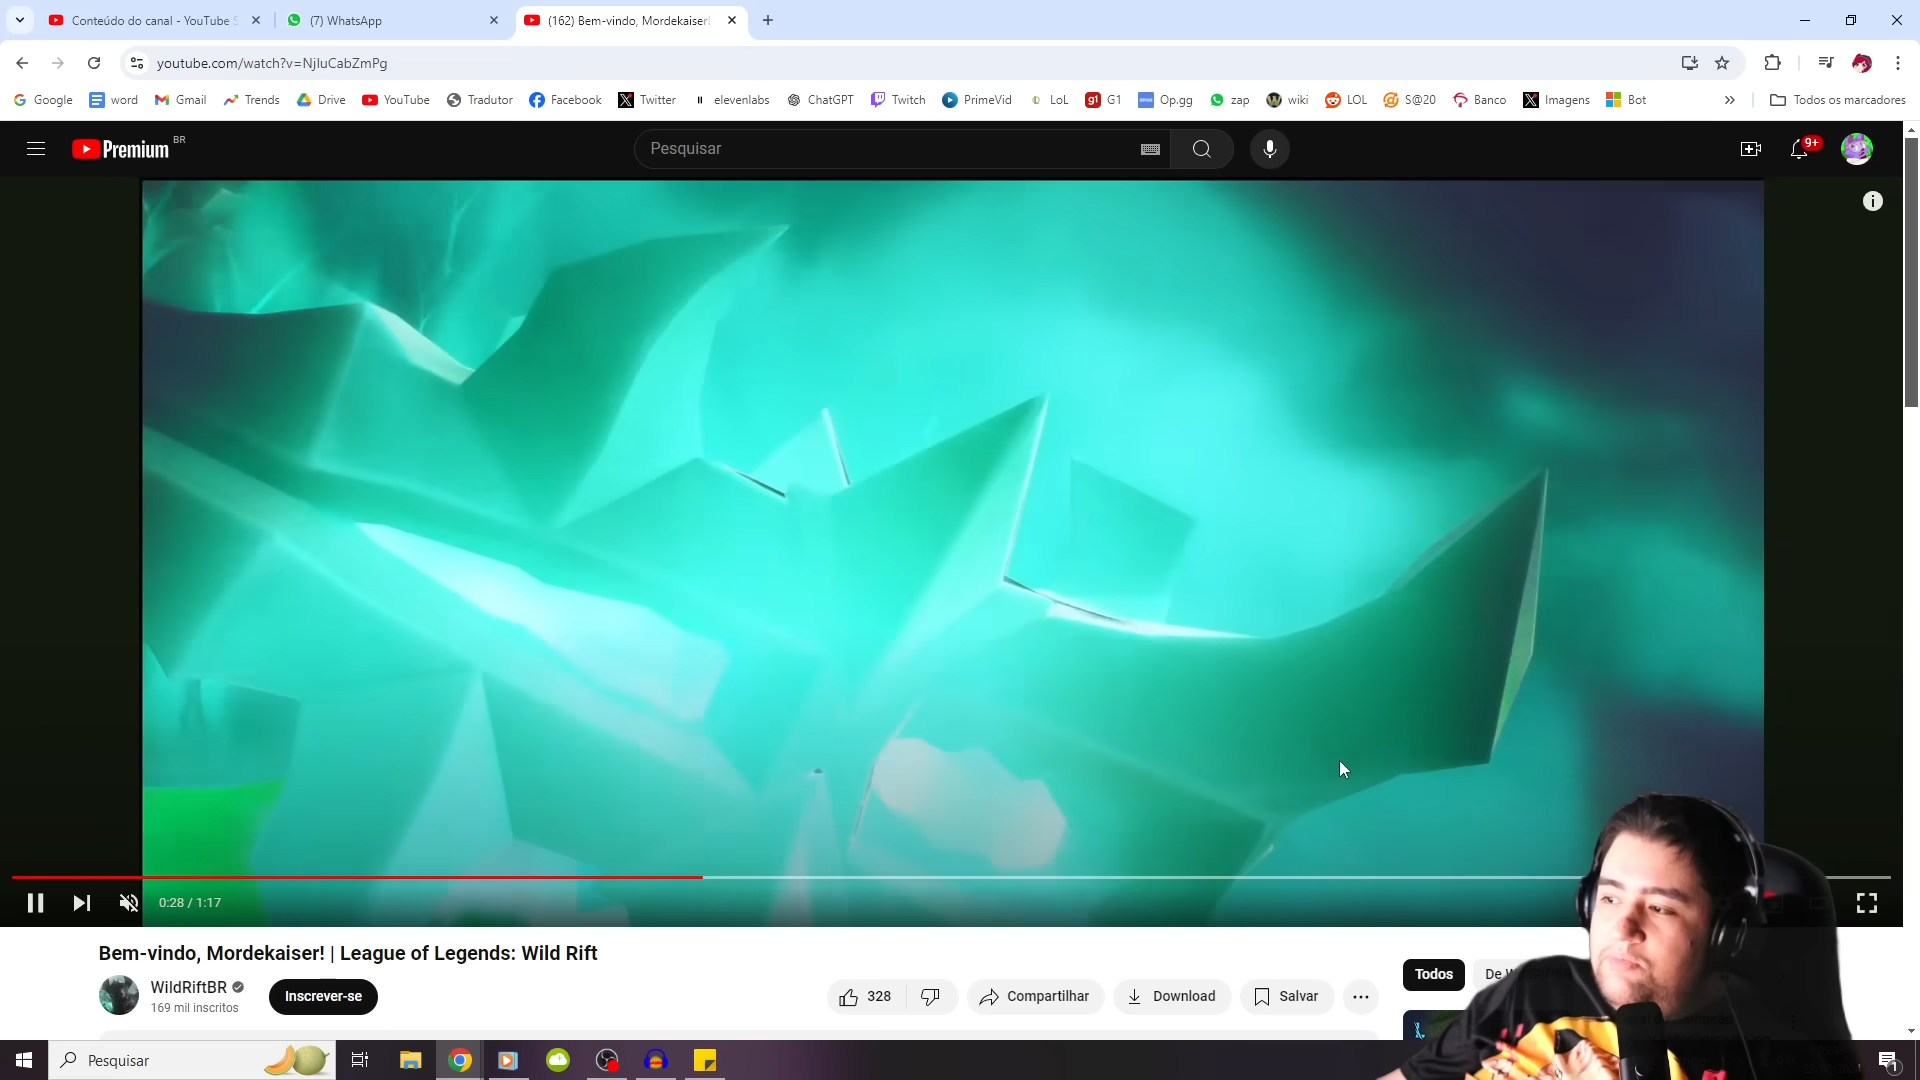 Conteúdo do canal - YouTube S
(7) WhatsApp
(162) Bem-vindo, Mordekaiser!
youtube.com/watch?v=NjluCabZmPg
Google word Gmail Trends Drive YouTube Tradutor Facebook Twitter elevenlabs ChatGPT Twitch PrimeVid LoL G1 Op.gg zap wiki LOL S@20 Banco Imagens Bot Todos os marcadores
Premium BR
Pesquisar
9+
0:28 / 1:17
Bem-vindo, Mordekaiser! | League of Legends: Wild Rift
WildRiftBR
169 mil inscritos
Inscrever-se
328
Compartilhar
Download
Salvar
Todos
De W
Pesquisar
1